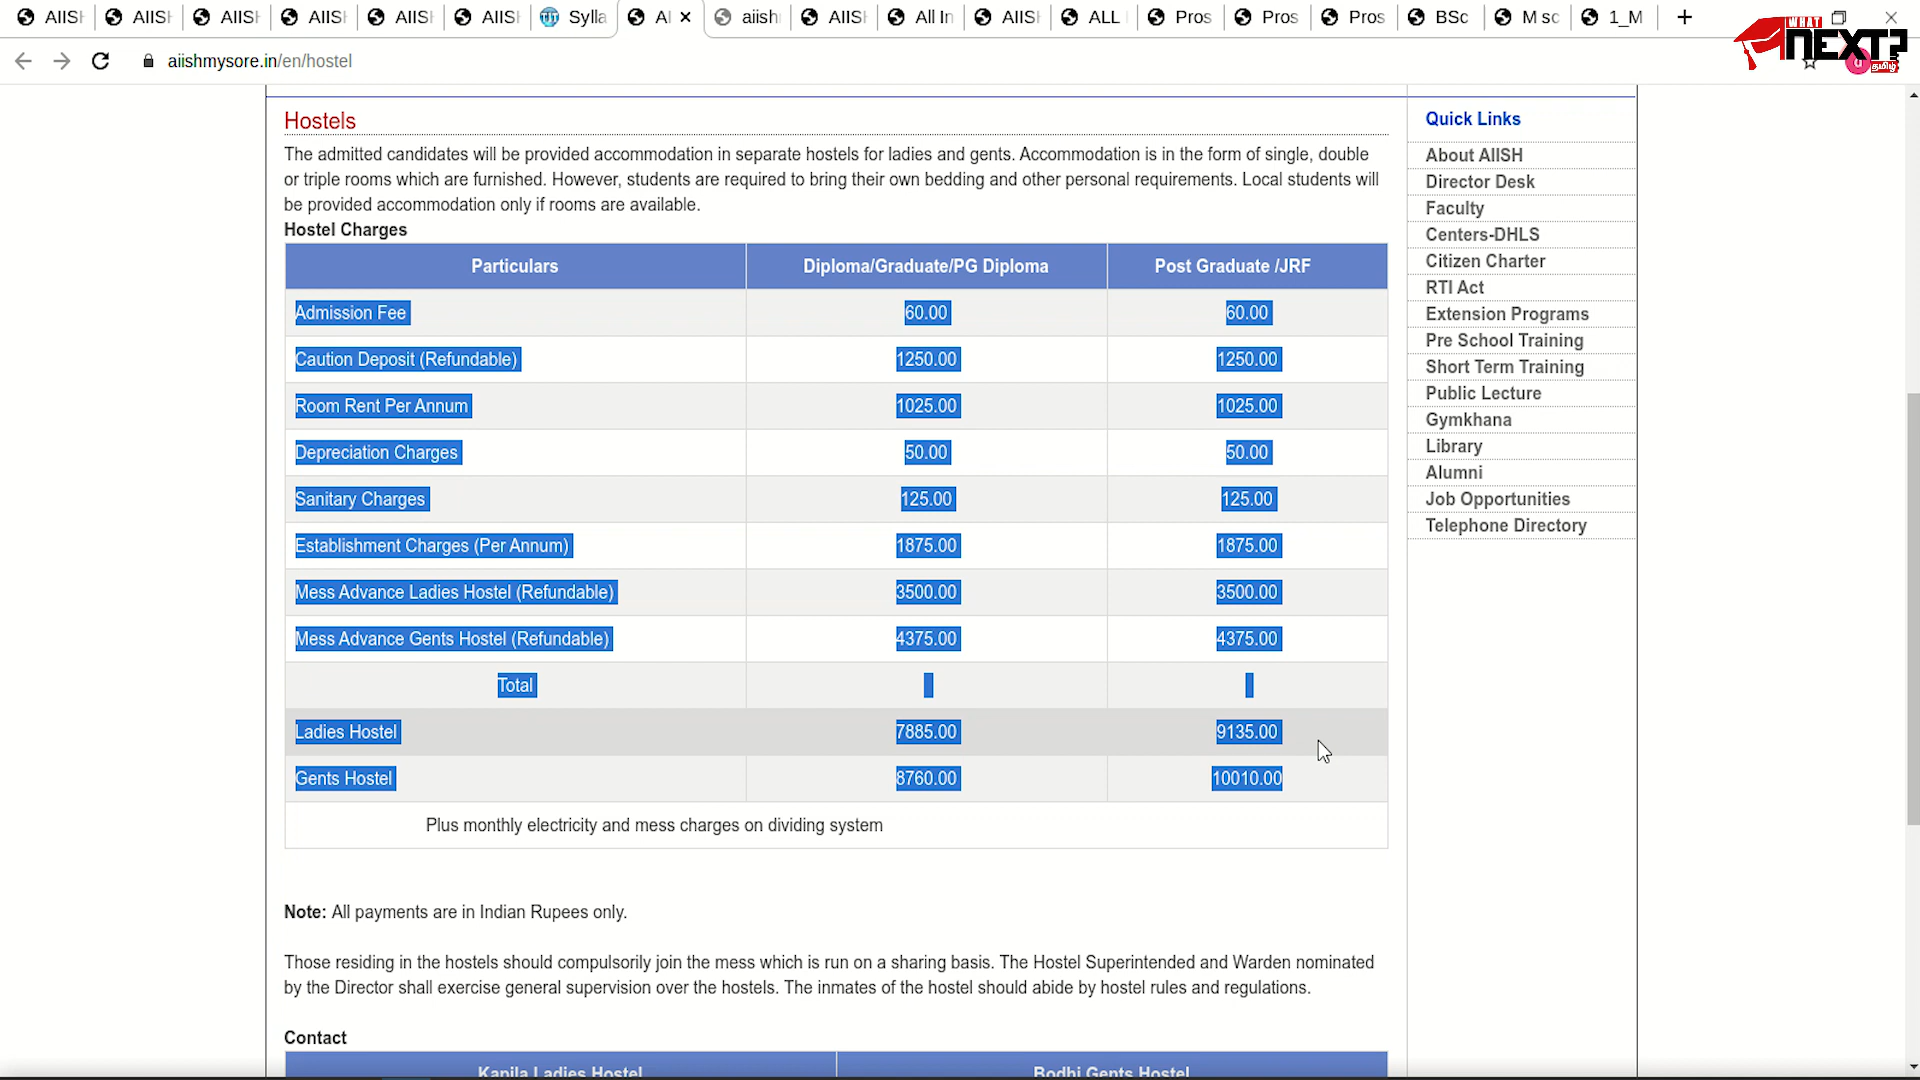 AIISH
AIISH
AIISH
AIISH
AIISH
AIISH
Sylla
AI
aiish
AIISH
All In
AIISH
ALL
Pros
Pros
Pros
BSc
M sc
1_M
WHAT
NEXT?
தமிழ்
aiishmysore.in/en/hostel
Hostels
The admitted candidates will be provided accommodation in separate hostels for ladies and gents. Accommodation is in the form of single, double
or triple rooms which are furnished. However, students are required to bring their own bedding and other personal requirements. Local students will
be provided accommodation only if rooms are available.
Hostel Charges
Particulars Diploma/Graduate/PG Diploma Post Graduate /JRF
Admission Fee 60.00 60.00
Caution Deposit (Refundable) 1250.00 1250.00
Room Rent Per Annum 1025.00 1025.00
Depreciation Charges 50.00 50.00
Sanitary Charges 125.00 125.00
Establishment Charges (Per Annum) 1875.00 1875.00
Mess Advance Ladies Hostel (Refundable) 3500.00 3500.00
Mess Advance Gents Hostel (Refundable) 4375.00 4375.00
Total
Ladies Hostel 7885.00 9135.00
Gents Hostel 8760.00 10010.00
Plus monthly electricity and mess charges on dividing system
Note: All payments are in Indian Rupees only.
Those residing in the hostels should compulsorily join the mess which is run on a sharing basis. The Hostel Superintended and Warden nominated
by the Director shall exercise general supervision over the hostels. The inmates of the hostel should abide by hostel rules and regulations.
Contact
Kapila Ladies Hostel Bodhi Gents Hostel
Quick Links
About AIISH
Director Desk
Faculty
Centers-DHLS
Citizen Charter
RTI Act
Extension Programs
Pre School Training
Short Term Training
Public Lecture
Gymkhana
Library
Alumni
Job Opportunities
Telephone Directory